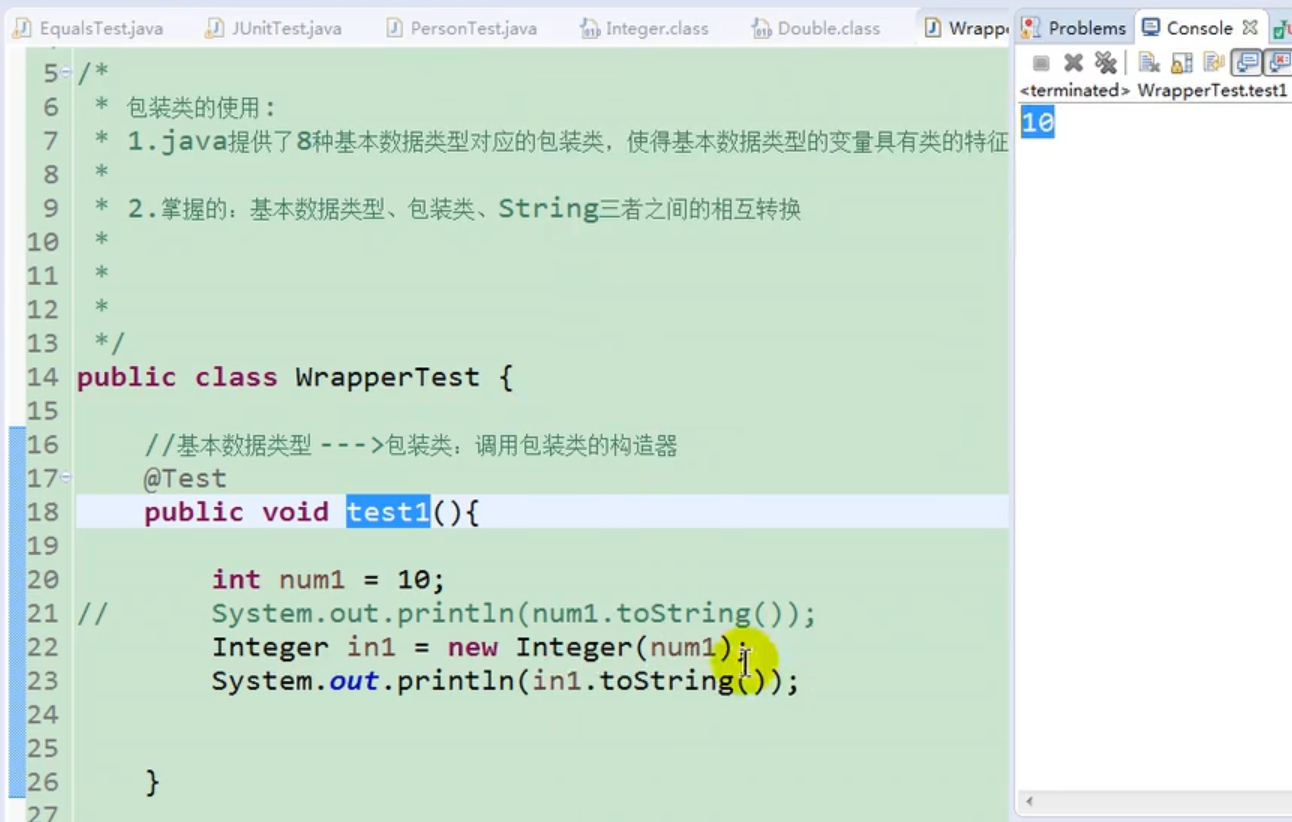 EqualsTest.java JUnitTest.java PersonTest.java Integer.class Double.class
Problems Console
<terminated> WrapperTest.test1
10
5 /*
6 * 包装类的使用:
7 * 1.java提供了8种基本数据类型对应的包装类，使得基本数据类型的变量具有类的特征
8 *
9 * 2.掌握的：基本数据类型、包装类、String三者之间的相互转换
10 *
11 *
12 *
13 */
14 public class WrapperTest {
15
16 //基本数据类型 --->包装类：调用包装类的构造器
17 @Test
18 public void test1(){
19
20 int num1 = 10;
21 // System.out.println(num1.toString());
22 Integer in1 = new Integer(num1);
23 System.out.println(in1.toString());
24
25
26 }
27